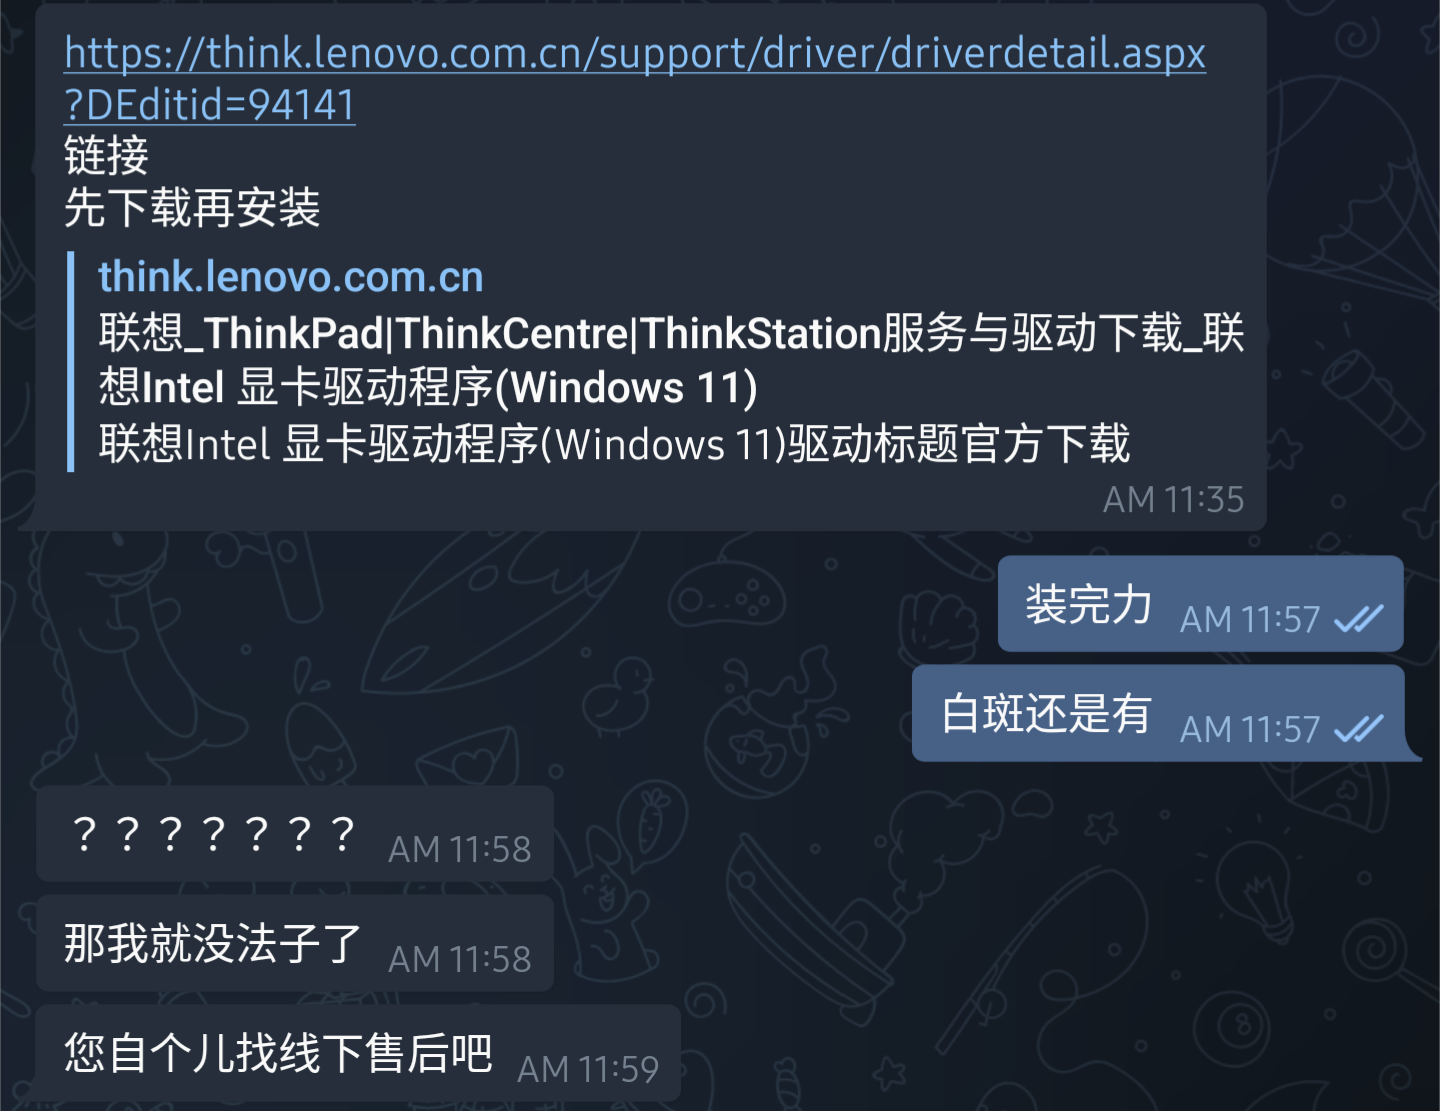 https://think.lenovo.com.cn/support/driver/driverdetail.aspx
?DEditid=94141
链接
先下载再安装
think.lenovo.com.cn
联想_ThinkPad|ThinkCentre|ThinkStation服务与驱动下载_联
想Intel 显卡驱动程序(Windows 11)
联想Intel 显卡驱动程序(Windows 11)驱动标题官方下载
AM 11:35
装完力 AM 11:57
白斑还是有 AM 11:57
？？？？？？？ AM 11:58
那我就没法子了 AM 11:58
您自个儿找线下售后吧 AM 11:59